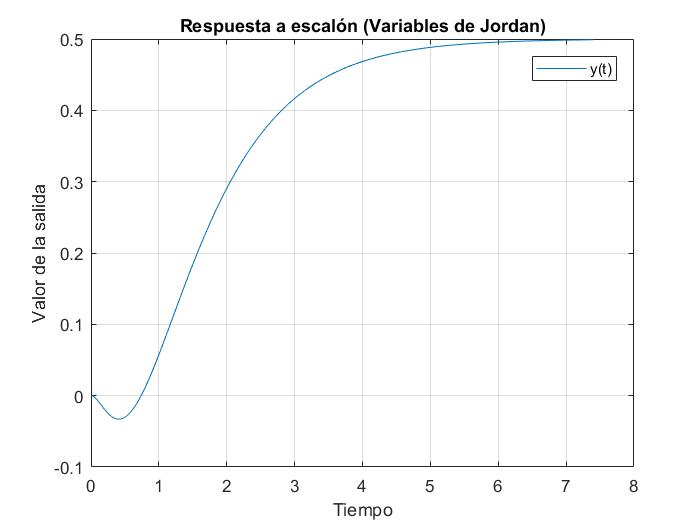 Respuesta a escalón (Variables de Jordan)
0.5
y(t)
0.4
0.3
0.2
0.1
0
-0.1
Valor de la salida
0 1 2 3 4 5 6 7 8
Tiempo